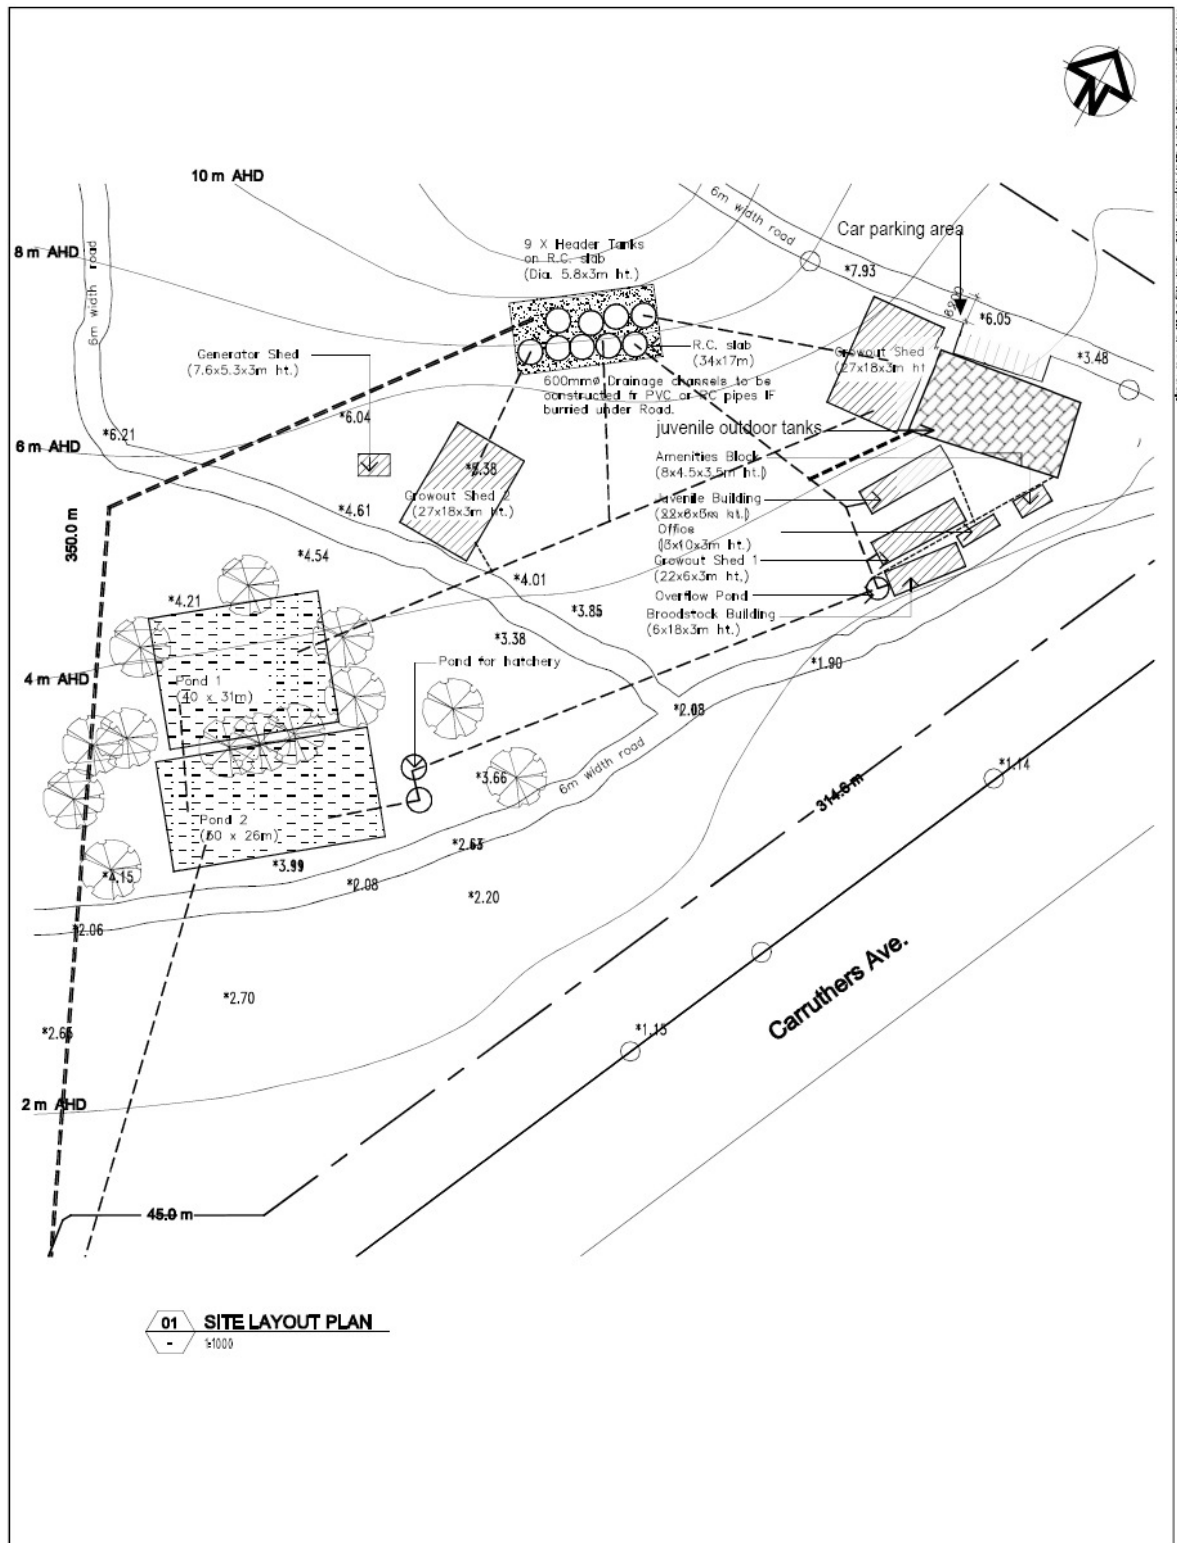 10 m AHD
6m width road
Car parking area
8 m AHD
6m width road
9 X Header Tanks
on R.C. slab
(Dia. 5.8x3m ht.)
*7.93
*6.05
*3.48
Generator Shed
(7.6x5.3x3m ht.)
R.C. slab
(34x17m)
Growout Shed
(27x18x3m ht
600mmø Drainage channels to be
constructed fr PVC or RC pipes IF
burried under Road.
*6.04
juvenile outdoor tanks
*6.21
6 m AHD
Amenities Block
(8x4.5x3.5m ht.)
Growout Shed 2
(27x18x3m ht.)
Juvenile Building
*4.61
Office
350.0 m
*4.54
Growout Shed 1
(22x6x3m ht.)
*4.01
Overflow Pond
*4.21
*3.85
Broodstock Building
(6x18x3m ht.)
*3.38
Pond for hatchery
*1.90
4 m AHD
Pond 1
(40 x 31m)
6m width road
*3.66
*1.14
314.6 m
Pond 2
*3.99
*4.15
*2.08
*2.20
*2.06
Carruthers Ave.
*2.70
2 m AHD
45.0 m
01 SITE LAYOUT PLAN
-
1:1000